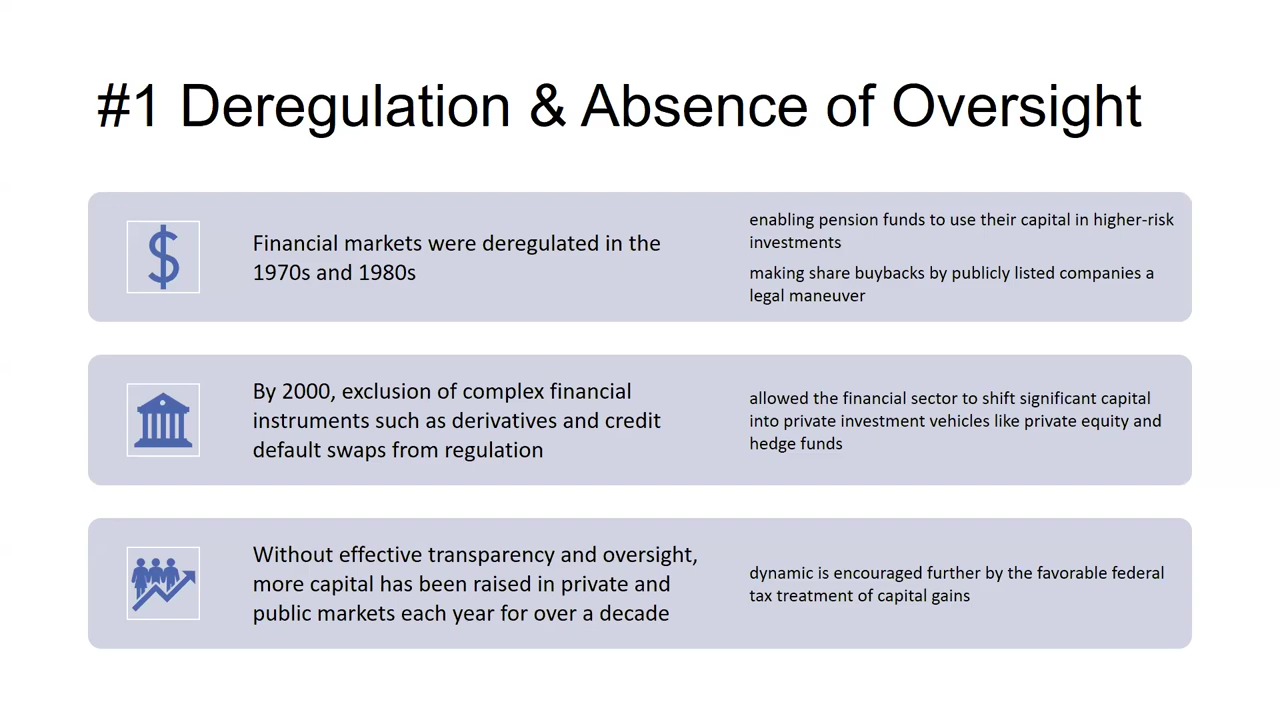 #1 Deregulation & Absence of Oversight
Financial markets were deregulated in the
1970s and 1980s
enabling pension funds to use their capital in higher-risk
investments
making share buybacks by publicly listed companies a
legal maneuver
By 2000, exclusion of complex financial
instruments such as derivatives and credit
default swaps from regulation
allowed the financial sector to shift significant capital
into private investment vehicles like private equity and
hedge funds
Without effective transparency and oversight,
more capital has been raised in private and
public markets each year for over a decade
dynamic is encouraged further by the favorable federal
tax treatment of capital gains